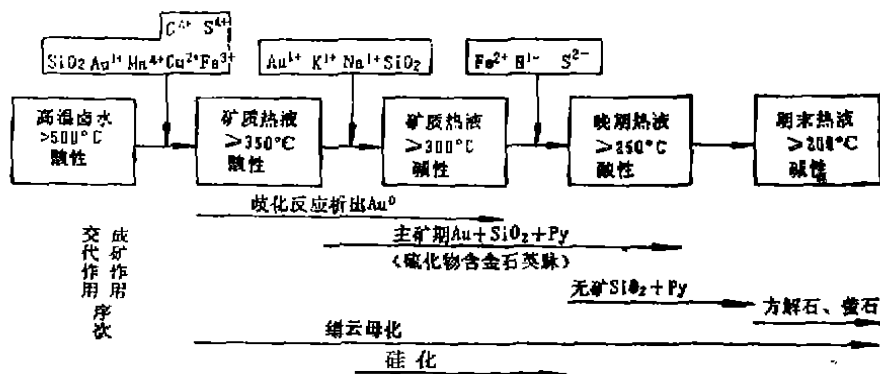 C⁴⁺ S⁴⁺
SiO₂ Au¹⁺ Mn⁴⁺ Cu²⁺ Fe³⁺
Au¹⁺ K¹⁺ Na¹⁺ SiO₂
Fe²⁺ H¹⁻ S²⁻
高温卤水
>500°C
酸性
矿质热液
≥350°C
酸性
矿质热液
≥300°C
碱性
晚期热液
≥250°C
酸性
期末热液
≥200°C
碱性
歧化反应析出Au⁰
主矿期Au+SiO₂+Py
(硫化物含金石英脉)
无矿SiO₂+Py
方解石、萤石
绢云母化
硅化
成矿作用
交代作用
序次